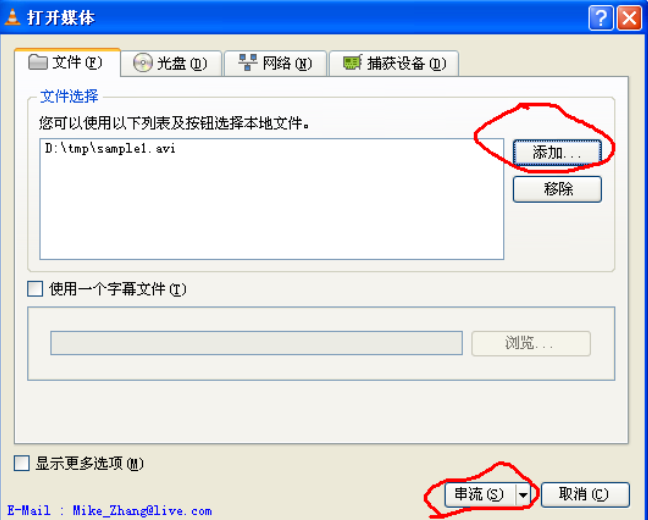 打开媒体
文件(F) 光盘(D) 网络(N) 捕获设备(D)
文件选择
您可以使用以下列表及按钮选择本地文件。
D:\tmp\sample1.avi
添加...
移除
使用一个字幕文件(T)
浏览...
显示更多选项(M)
串流(S) 取消(C)
E-Mail : Mike_Zhang@live.com